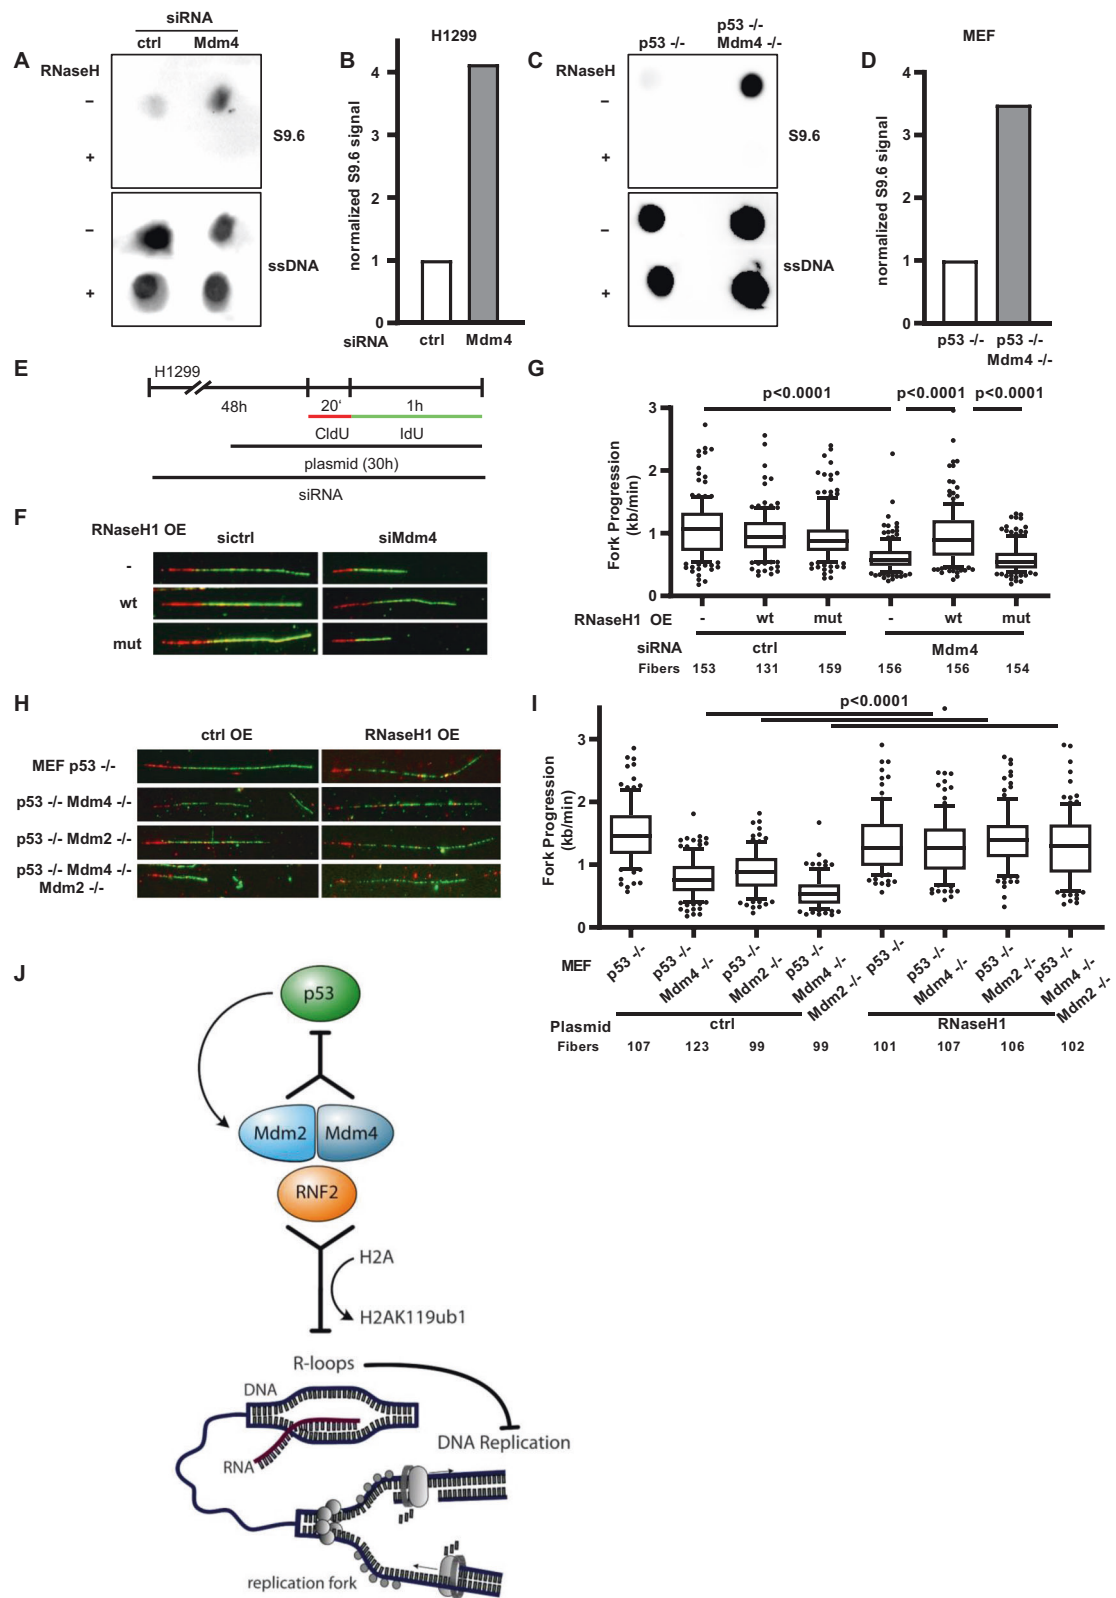 A
siRNA
ctrl Mdm4
RNaseH
–
+
S9.6
–
+
ssDNA
B
H1299
normalized S9.6 signal
4
3
2
1
0
siRNA ctrl Mdm4
C
p53 -/- p53 -/- Mdm4 -/-
RNaseH
–
+
S9.6
–
+
ssDNA
D
MEF
normalized S9.6 signal
4
3
2
1
0
p53 -/- p53 -/- Mdm4 -/-
E
H1299
48h 20‘ 1h
CldU IdU
plasmid (30h)
siRNA
F
RNaseH1 OE sictrl siMdm4
-
wt
mut
G
p<0.0001 p<0.0001 p<0.0001
Fork Progression
(kb/min)
3
2
1
0
RNaseH1 OE - wt mut - wt mut
siRNA ctrl Mdm4
Fibers 153 131 159 156 156 154
H
ctrl OE RNaseH1 OE
MEF p53 -/-
p53 -/- Mdm4 -/-
p53 -/- Mdm2 -/-
p53 -/- Mdm4 -/-
Mdm2 -/-
I
p<0.0001
Fork Progression
(kb/min)
3
2
1
0
MEF
p53 -/-
p53 -/-
Mdm4 -/-
p53 -/-
Mdm2 -/-
p53 -/-
Mdm4 -/-
Mdm2 -/-
p53 -/-
p53 -/-
Mdm4 -/-
p53 -/-
Mdm2 -/-
p53 -/-
Mdm4 -/-
Mdm2 -/-
Plasmid ctrl RNaseH1
Fibers 107 123 99 99 101 107 106 102
J
p53
Mdm2 Mdm4
RNF2
H2A
H2AK119ub1
R-loops
DNA
RNA
DNA Replication
replication fork